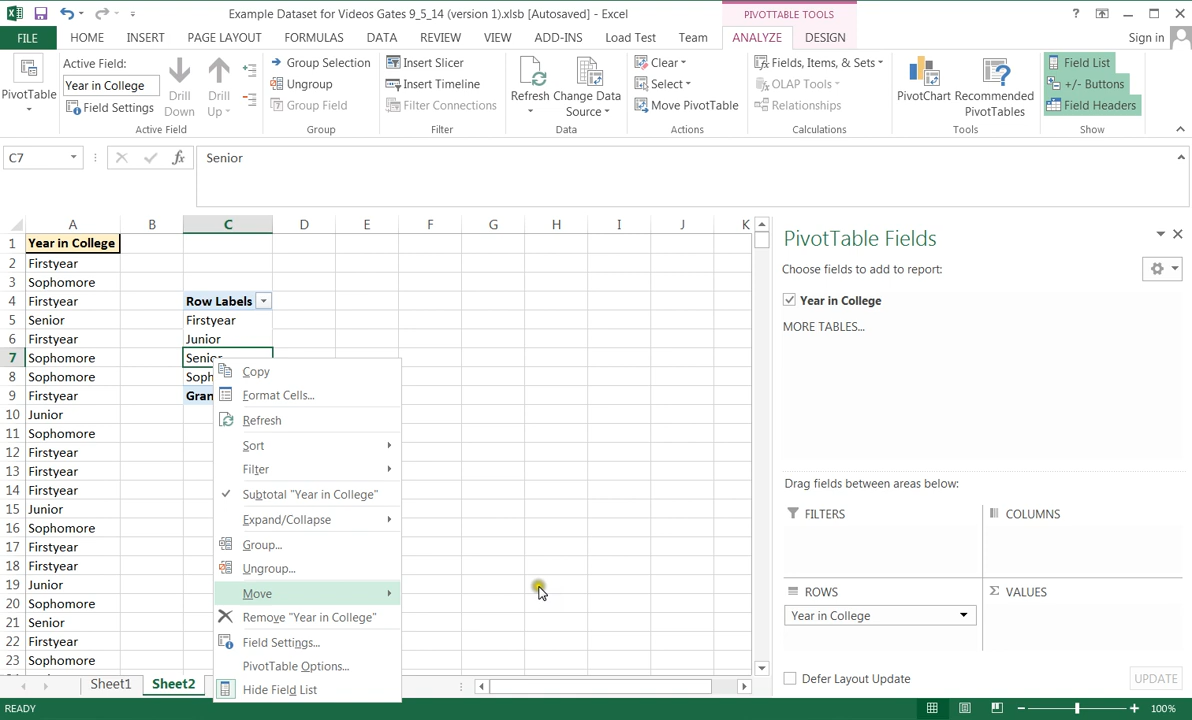 Example Dataset for Videos Gates 9_5_14 (version 1).xlsb [Autosaved] - Excel
PIVOTTABLE TOOLS
FILE HOME INSERT PAGE LAYOUT FORMULAS DATA REVIEW VIEW ADD-INS Load Test Team ANALYZE DESIGN Sign in
PivotTable
Active Field:
Year in College
Field Settings
Drill Down
Drill Up
Active Field
Group Selection
Ungroup
Group Field
Group
Insert Slicer
Insert Timeline
Filter Connections
Filter
Refresh
Change Data Source
Data
Clear
Select
Move PivotTable
Actions
Fields, Items, & Sets
OLAP Tools
Relationships
Calculations
PivotChart
Recommended PivotTables
Tools
Field List
+/- Buttons
Field Headers
Show
C7
fx
Senior
A B C D E F G H I J K
1 Year in College
2 Firstyear
3 Sophomore
4 Firstyear Row Labels
5 Senior Firstyear
6 Firstyear Junior
7 Sophomore Senior
8 Sophomore Soph
9 Firstyear Gran
10 Junior
11 Sophomore
12 Firstyear
13 Firstyear
14 Firstyear
15 Junior
16 Sophomore
17 Firstyear
18 Firstyear
19 Junior
20 Sophomore
21 Senior
22 Firstyear
23 Sophomore
Copy
Format Cells...
Refresh
Sort
Filter
Subtotal "Year in College"
Expand/Collapse
Group...
Ungroup...
Move
Remove "Year in College"
Field Settings...
PivotTable Options...
Hide Field List
PivotTable Fields
Choose fields to add to report:
Year in College
MORE TABLES...
Drag fields between areas below:
FILTERS
COLUMNS
ROWS
Σ VALUES
Year in College
Defer Layout Update
UPDATE
Sheet1 Sheet2
READY
100%